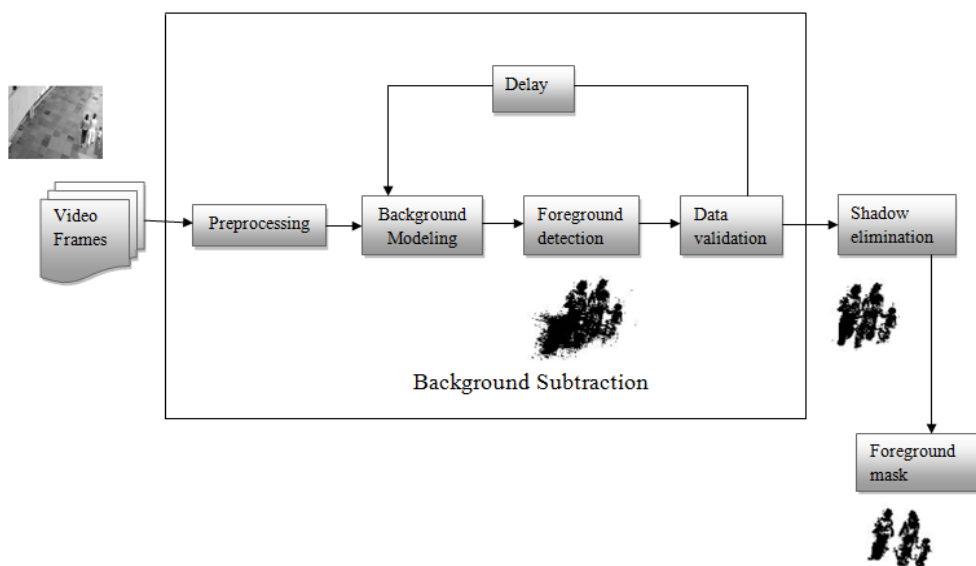 Delay
Video
Frames
Preprocessing
Background
Modeling
Foreground
detection
Data
validation
Shadow
elimination
Background Subtraction
Foreground
mask